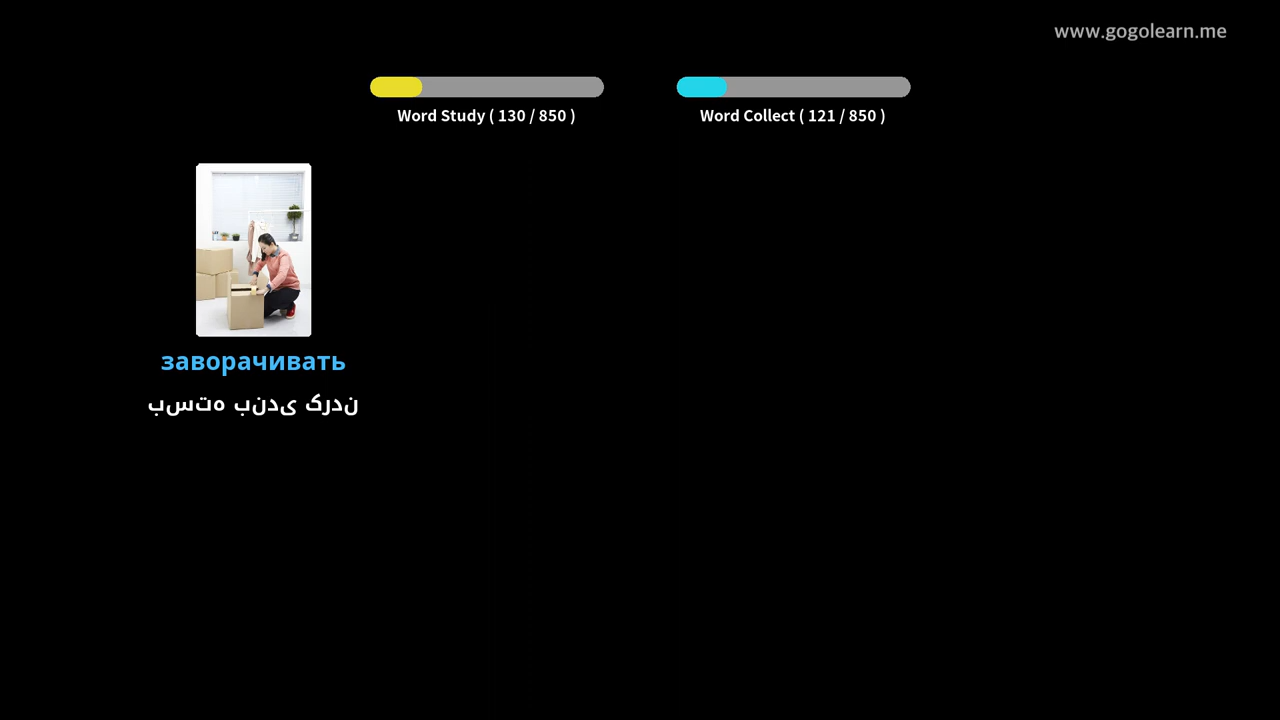 www.gogolearn.me
Word Study ( 130 / 850 )
Word Collect ( 121 / 850 )
заворачивать
بسته بندی کردن